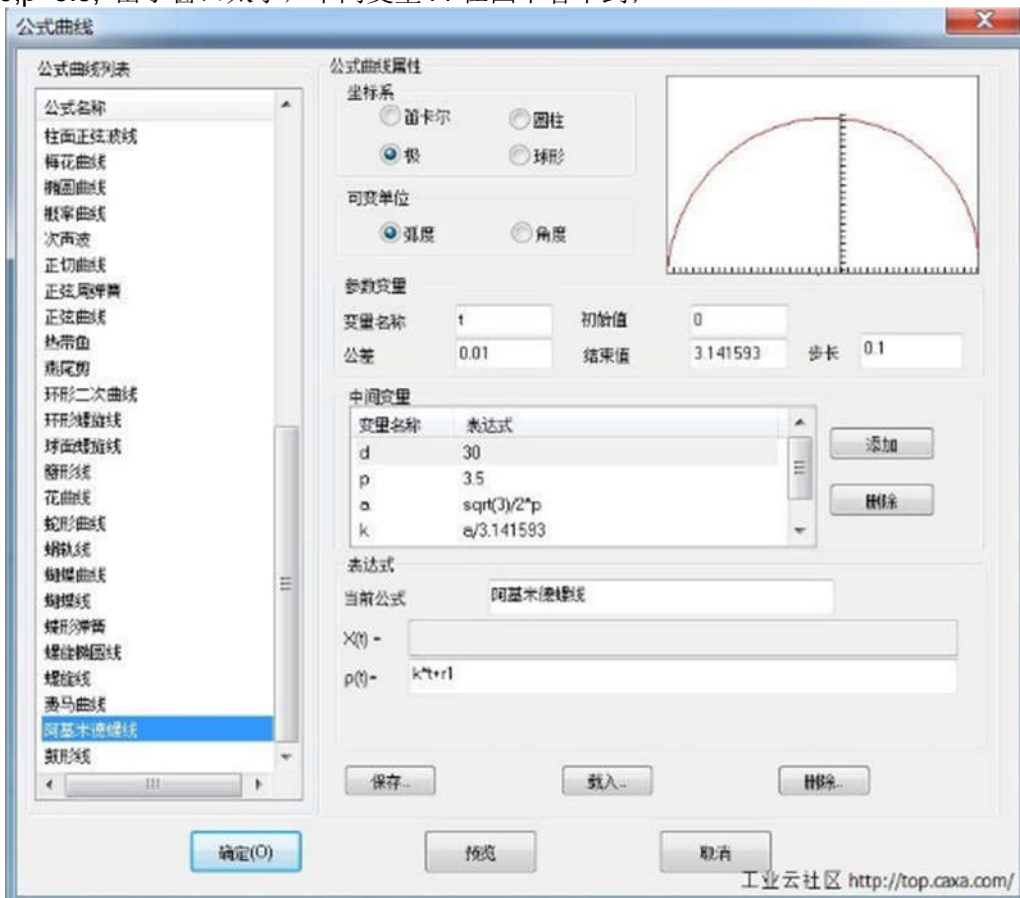 公式曲线
公式曲线列表
公式名称
柱面正弦波线
梅花曲线
椭圆曲线
概率曲线
次声波
正切曲线
正弦周弹簧
正弦曲线
热带鱼
燕尾剪
环形二次曲线
环形螺旋线
球面螺旋线
花曲线
蛇形曲线
蜗轨线
蝴蝶曲线
蝴蝶线
蝶形弹簧
螺旋椭圆线
螺旋线
费马曲线
阿基米德螺线
鼓形线
公式曲线属性
坐标系
笛卡尔 圆柱
极 球形
可变单位
弧度 角度
参数变量
变量名称 t 初始值 0
公差 0.01 结束值 3.141593 步长 0.1
中间变量
变量名称 表达式
d 30
p 3.5
a sqrt(3)/2*p
k a/3.141593
添加
删除
表达式
当前公式 阿基米德螺线
X(t) =
ρ(t)= k*t+r1
保存... 载入... 删除...
确定(O) 预览 取消
工业云社区 http://top.caxa.com/